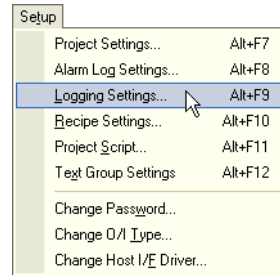 Setup
Project Settings... Alt+F7
Alarm Log Settings... Alt+F8
Logging Settings... Alt+F9
Recipe Settings... Alt+F10
Project Script... Alt+F11
Text Group Settings Alt+F12
Change Password...
Change O/I Type...
Change Host I/F Driver...